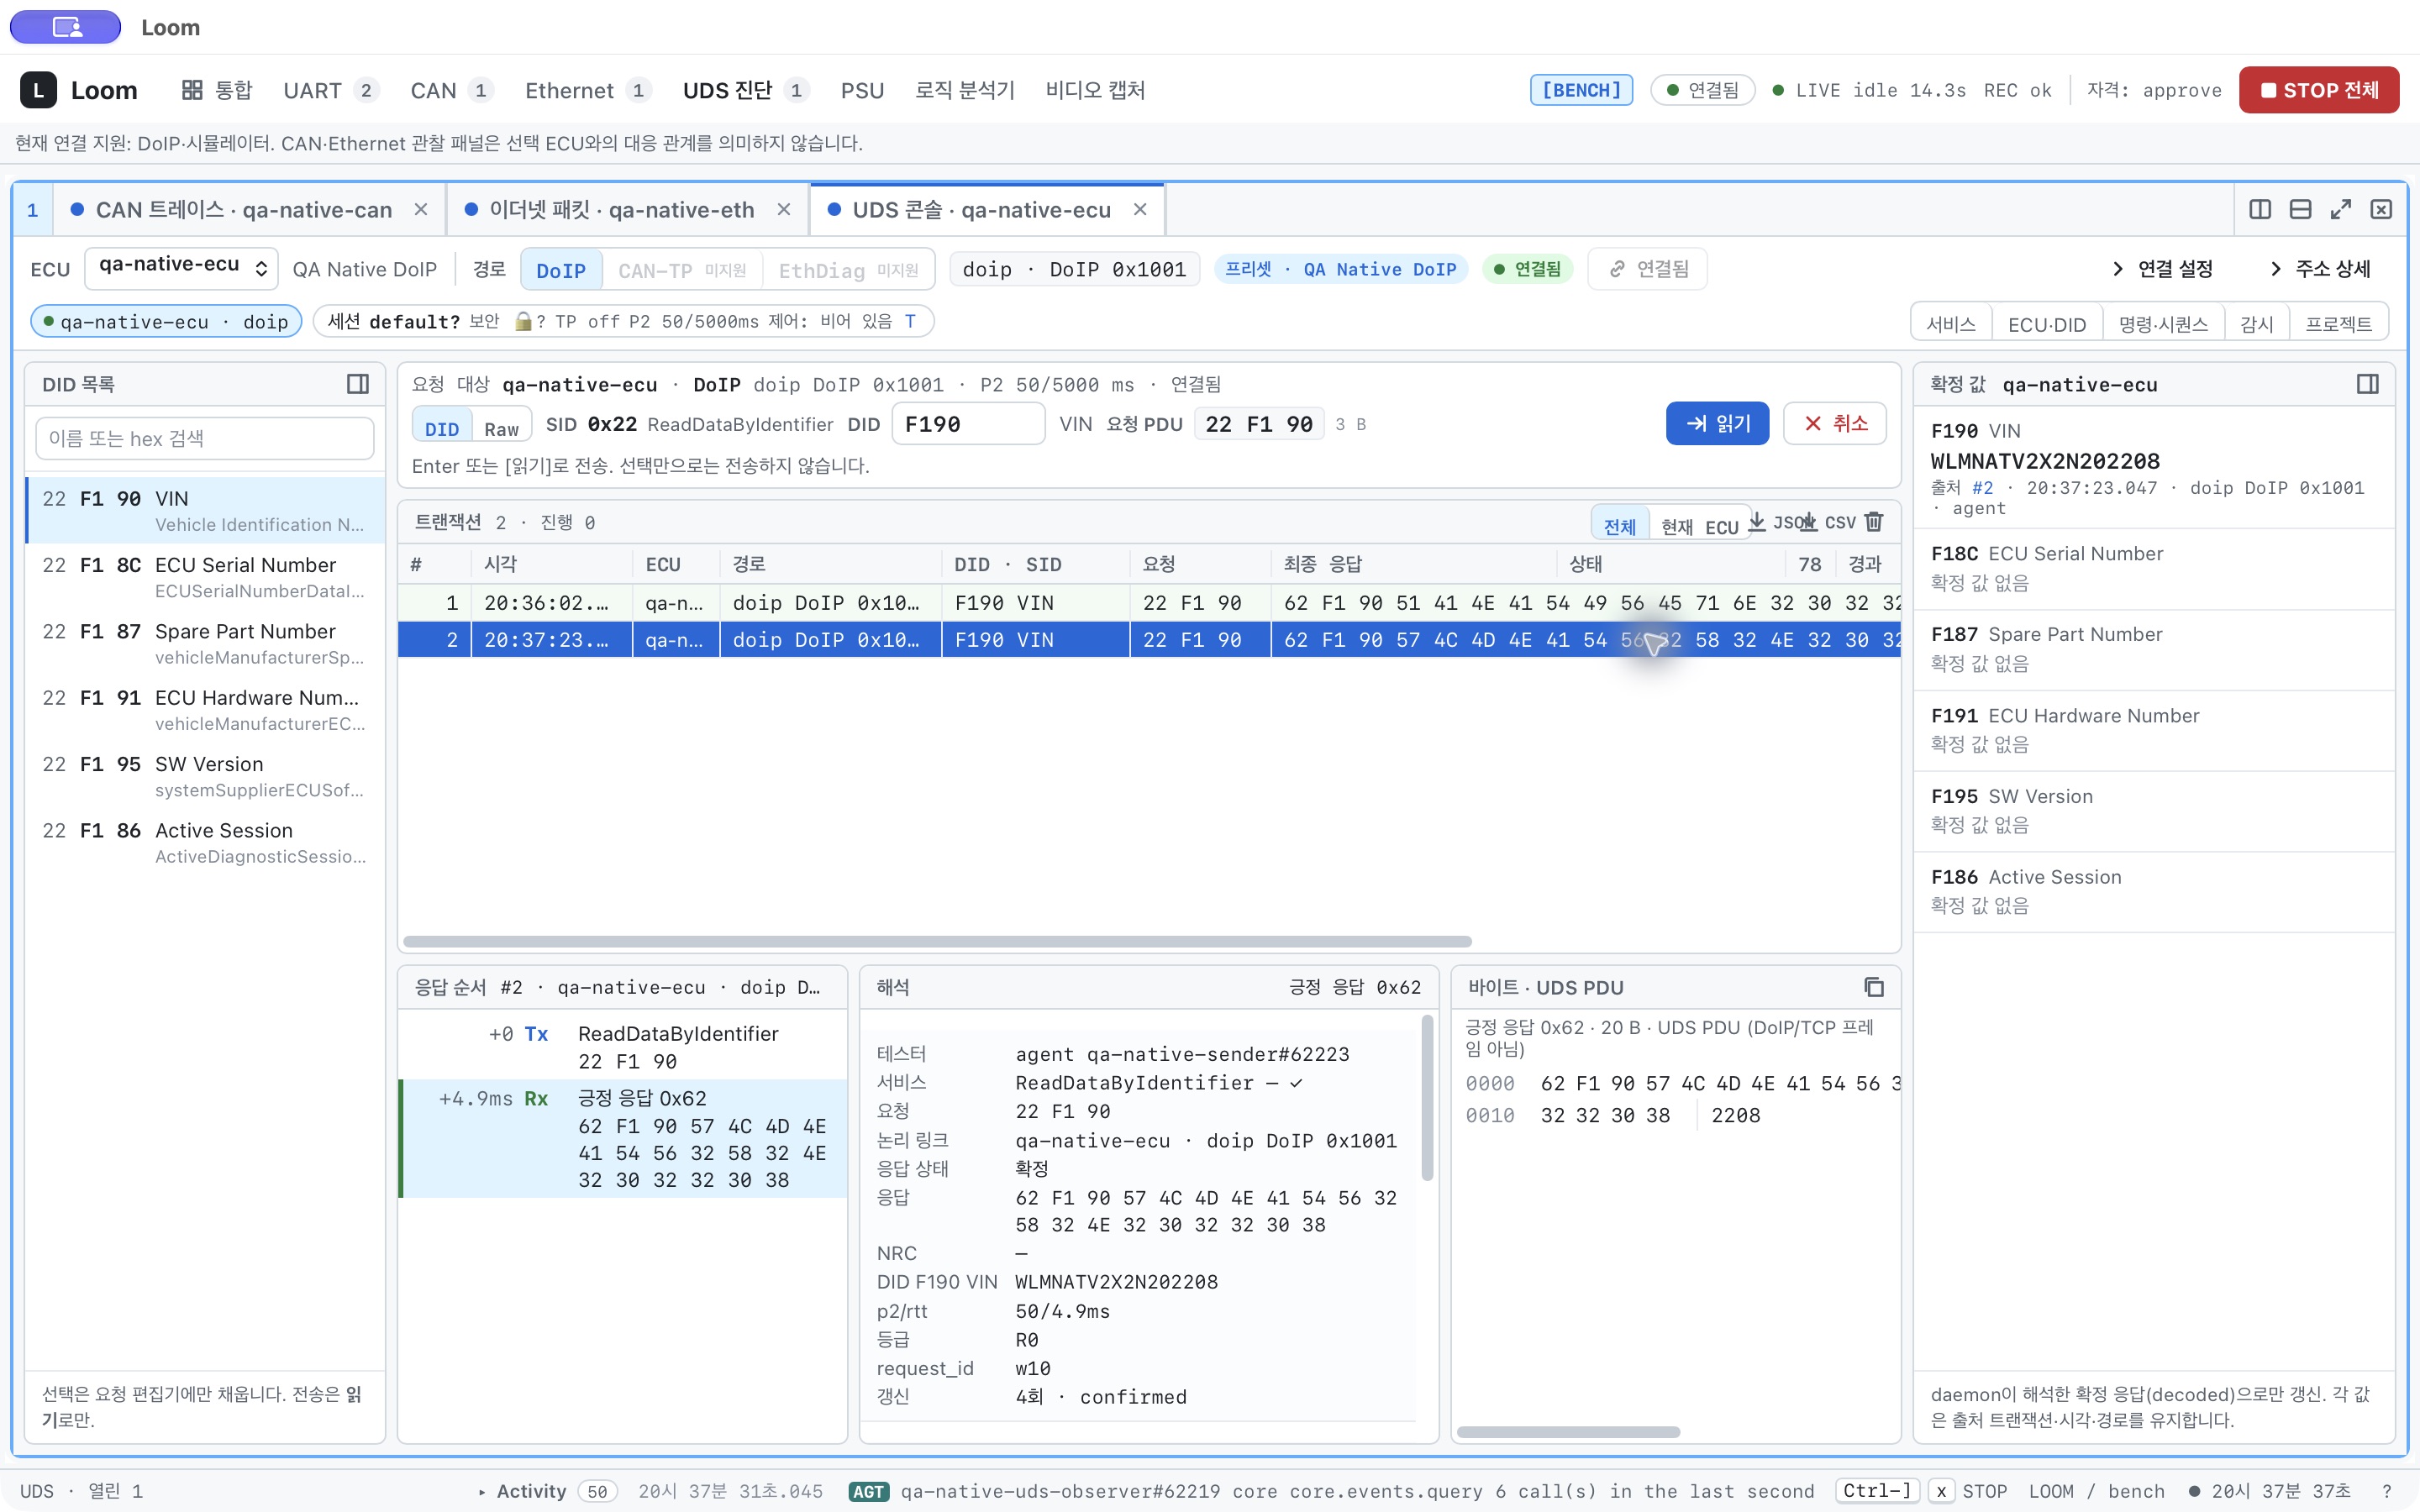 Loom
L Loom 통합 UART 2 CAN 1 Ethernet 1 UDS 진단 1 PSU 로직 분석기 비디오 캡처 [BENCH] 연결됨 LIVE idle 14.3s REC ok 자격: approve STOP 전체
현재 연결 지원: DoIP·시뮬레이터. CAN·Ethernet 관찰 패널은 선택 ECU와의 대응 관계를 의미하지 않습니다.
1 CAN 트레이스 · qa-native-can × 이더넷 패킷 · qa-native-eth × UDS 콘솔 · qa-native-ecu ×
ECU qa-native-ecu QA Native DoIP 경로 DoIP CAN-TP 미지원 EthDiag 미지원 doip · DoIP 0x1001 프리셋 · QA Native DoIP 연결됨 연결됨 연결 설정 주소 상세
qa-native-ecu · doip 세션 default? 보안 ? TP off P2 50/5000ms 제어: 비어 있음 T 서비스 ECU·DID 명령·시퀀스 감시 프로젝트
DID 목록
이름 또는 hex 검색
22 F1 90 VIN
Vehicle Identification N...
22 F1 8C ECU Serial Number
ECUSerialNumberDataI...
22 F1 87 Spare Part Number
vehicleManufacturerSp...
22 F1 91 ECU Hardware Num...
vehicleManufacturerEC...
22 F1 95 SW Version
systemSupplierECUSof...
22 F1 86 Active Session
ActiveDiagnosticSessio...
선택은 요청 편집기에만 채웁니다. 전송은 읽
기로만.
요청 대상 qa-native-ecu · DoIP doip DoIP 0x1001 · P2 50/5000 ms · 연결됨
DID Raw SID 0x22 ReadDataByIdentifier DID F190 VIN 요청 PDU 22 F1 90 3 B 읽기 취소
Enter 또는 [읽기]로 전송. 선택만으로는 전송하지 않습니다.
트랜잭션 2 · 진행 0 전체 현재 ECU JSON CSV
# 시각 ECU 경로 DID · SID 요청 최종 응답 상태 78 경과
1 20:36:02.… qa-n… doip DoIP 0x10… F190 VIN 22 F1 90 62 F1 90 51 41 4E 41 54 49 56 45 71 6E 32 30 32 32
2 20:37:23.… qa-n… doip DoIP 0x10… F190 VIN 22 F1 90 62 F1 90 57 4C 4D 4E 41 54 56 32 58 32 4E 32 30 32
응답 순서 #2 · qa-native-ecu · doip D…
+0 Tx ReadDataByIdentifier
22 F1 90
+4.9ms Rx 긍정 응답 0x62
62 F1 90 57 4C 4D 4E
41 54 56 32 58 32 4E
32 30 32 32 30 38
해석 긍정 응답 0x62
테스터 agent qa-native-sender#62223
서비스 ReadDataByIdentifier — ✓
요청 22 F1 90
논리 링크 qa-native-ecu · doip DoIP 0x1001
응답 상태 확정
응답 62 F1 90 57 4C 4D 4E 41 54 56 32
58 32 4E 32 30 32 32 30 38
NRC —
DID F190 VIN WLMNATV2X2N202208
p2/rtt 50/4.9ms
등급 R0
request_id w10
갱신 4회 · confirmed
바이트 · UDS PDU
긍정 응답 0x62 · 20 B · UDS PDU (DoIP/TCP 프레
임 아님)
0000 62 F1 90 57 4C 4D 4E 41 54 56 3
0010 32 32 30 38 2208
확정 값 qa-native-ecu
F190 VIN
WLMNATV2X2N202208
출처 #2 · 20:37:23.047 · doip DoIP 0x1001
· agent
F18C ECU Serial Number
확정 값 없음
F187 Spare Part Number
확정 값 없음
F191 ECU Hardware Number
확정 값 없음
F195 SW Version
확정 값 없음
F186 Active Session
확정 값 없음
daemon이 해석한 확정 응답(decoded)으로만 갱신. 각 값
은 출처 트랜잭션·시각·경로를 유지합니다.
UDS · 열린 1 ▸ Activity 50 20시 37분 31초.045 AGT qa-native-uds-observer#62219 core core.events.query 6 call(s) in the last second Ctrl-] x STOP LOOM / bench 20시 37분 37초 ?